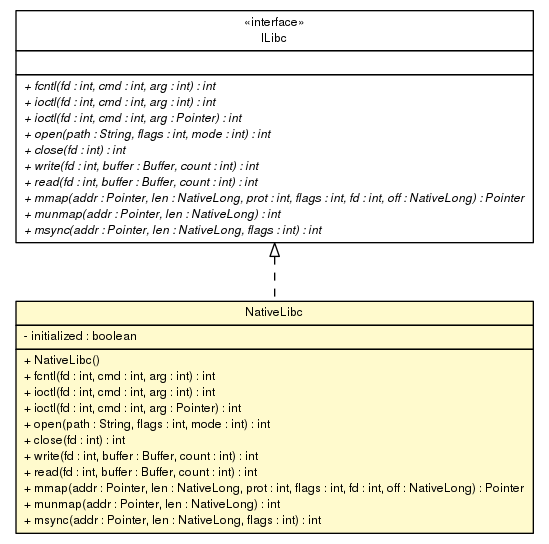 «interface»
ILibc
+ fcntl(fd : int, cmd : int, arg : int) : int
+ ioctl(fd : int, cmd : int, arg : int) : int
+ ioctl(fd : int, cmd : int, arg : Pointer) : int
+ open(path : String, flags : int, mode : int) : int
+ close(fd : int) : int
+ write(fd : int, buffer : Buffer, count : int) : int
+ read(fd : int, buffer : Buffer, count : int) : int
+ mmap(addr : Pointer, len : NativeLong, prot : int, flags : int, fd : int, off : NativeLong) : Pointer
+ munmap(addr : Pointer, len : NativeLong) : int
+ msync(addr : Pointer, len : NativeLong, flags : int) : int
NativeLibc
- initialized : boolean
+ NativeLibc()
+ fcntl(fd : int, cmd : int, arg : int) : int
+ ioctl(fd : int, cmd : int, arg : int) : int
+ ioctl(fd : int, cmd : int, arg : Pointer) : int
+ open(path : String, flags : int, mode : int) : int
+ close(fd : int) : int
+ write(fd : int, buffer : Buffer, count : int) : int
+ read(fd : int, buffer : Buffer, count : int) : int
+ mmap(addr : Pointer, len : NativeLong, prot : int, flags : int, fd : int, off : NativeLong) : Pointer
+ munmap(addr : Pointer, len : NativeLong) : int
+ msync(addr : Pointer, len : NativeLong, flags : int) : int